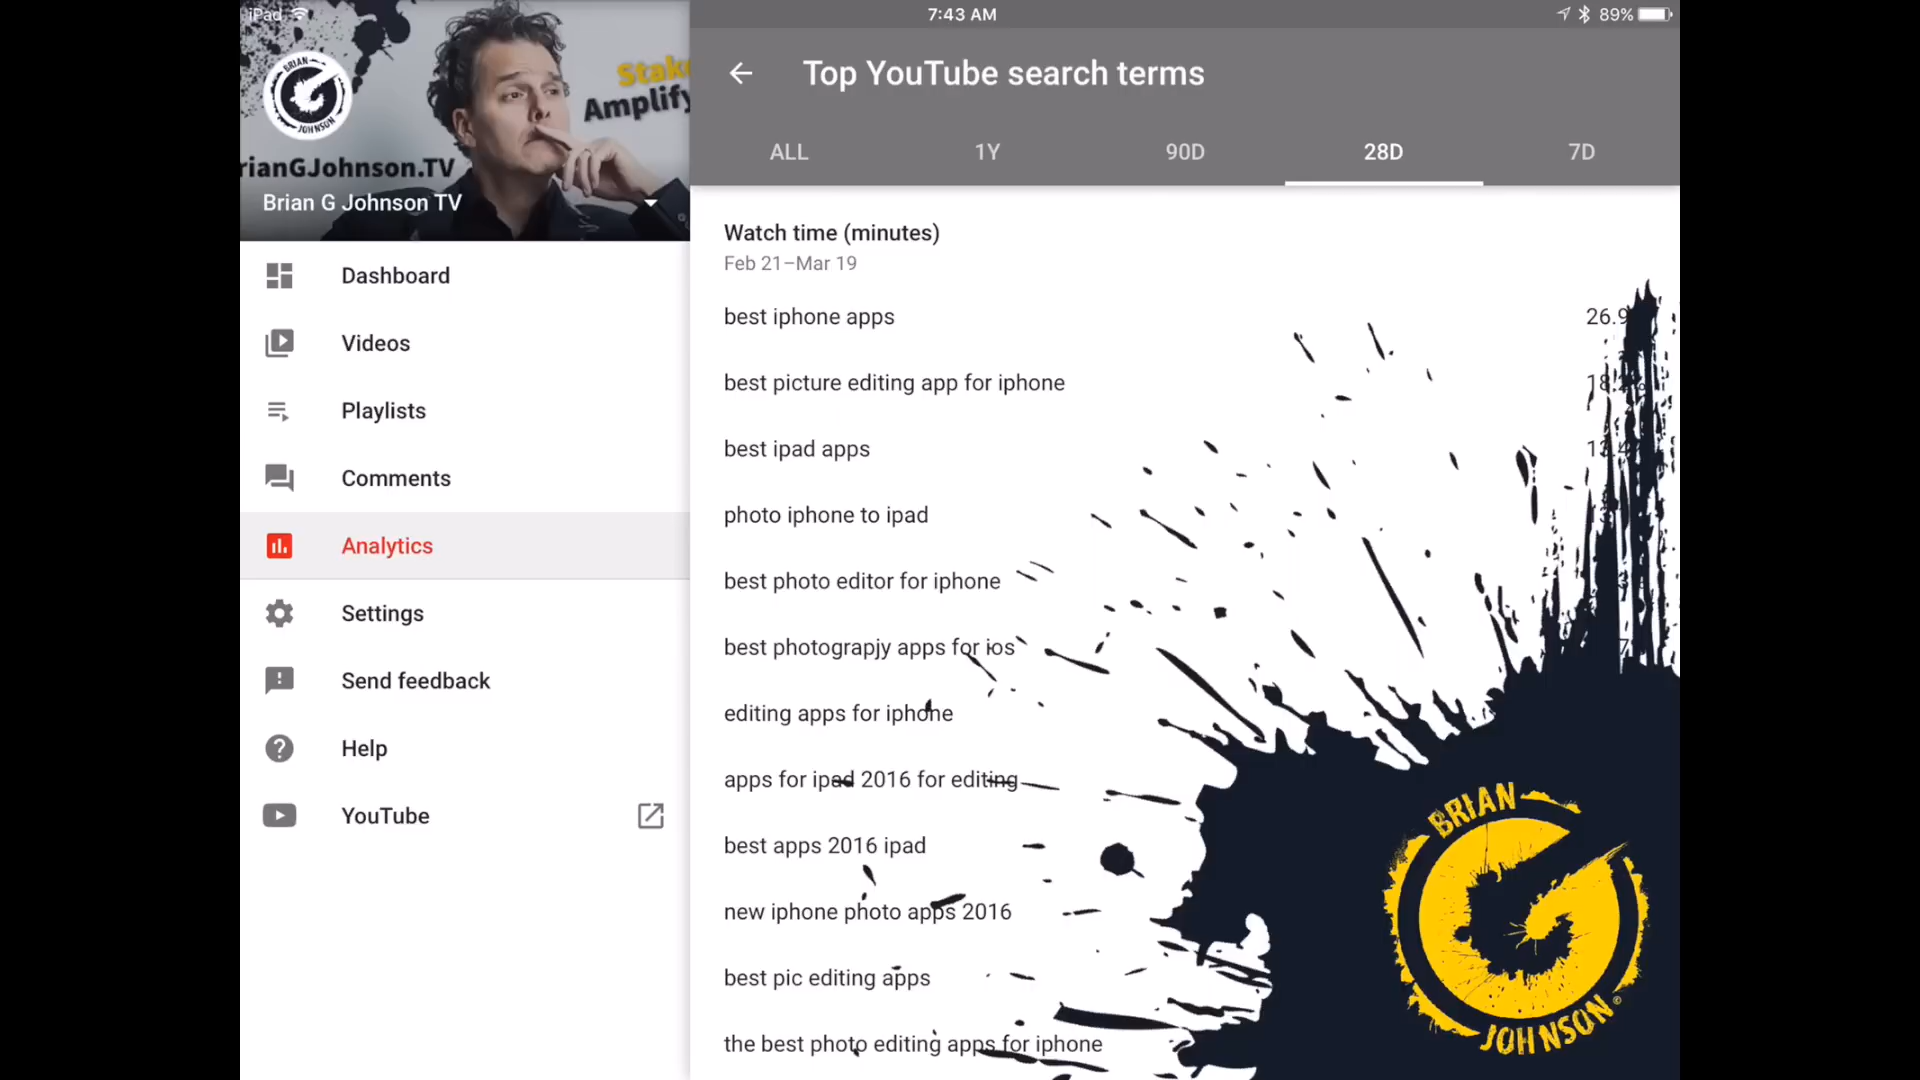 iPad
7:43 AM
89%
BRIAN
JOHNSON
Stake
Amplify
rianGJohnson.TV
Brian G Johnson TV
Dashboard
Videos
Playlists
Comments
Analytics
Settings
Send feedback
Help
YouTube
Top YouTube search terms
ALL 1Y 90D 28D 7D
Watch time (minutes)
Feb 21–Mar 19
best iphone apps 26.9
best picture editing app for iphone
best ipad apps
photo iphone to ipad
best photo editor for iphone
best photograpjy apps for ios
editing apps for iphone
apps for ipad 2016 for editing
best apps 2016 ipad
new iphone photo apps 2016
best pic editing apps
the best photo editing apps for iphone
BRIAN
JOHNSON